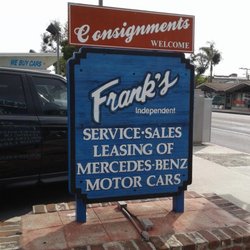 Consignments
WELCOME
WE BUY CARS
Frank's
Independent
SERVICE·SALES
LEASING OF
MERCEDES-BENZ
MOTOR CARS